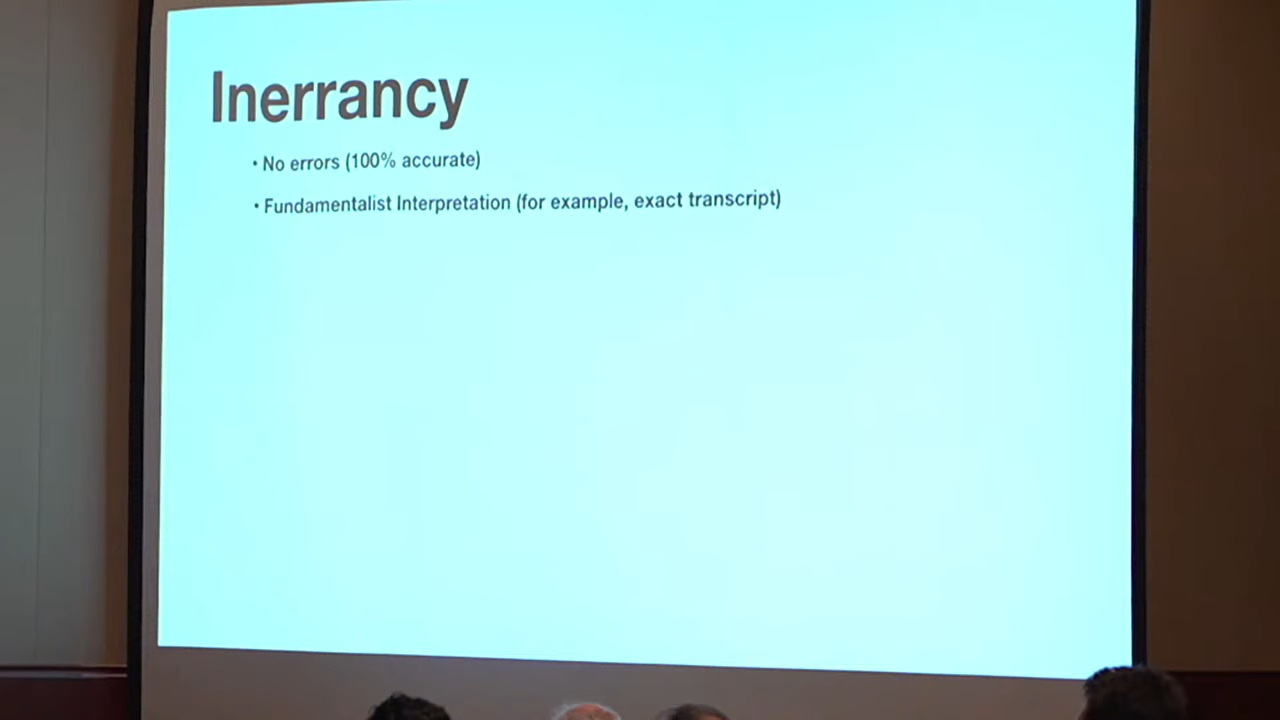 Inerrancy
• No errors (100% accurate)
• Fundamentalist Interpretation (for example, exact transcript)